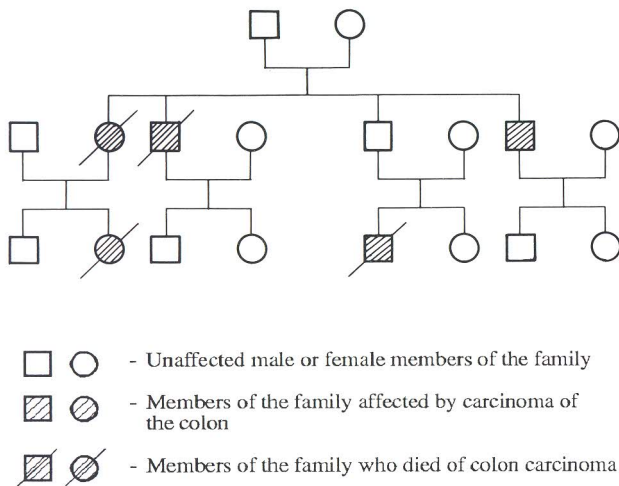 - Unaffected male or female members of the family
- Members of the family affected by carcinoma of
the colon
- Members of the family who died of colon carcinoma